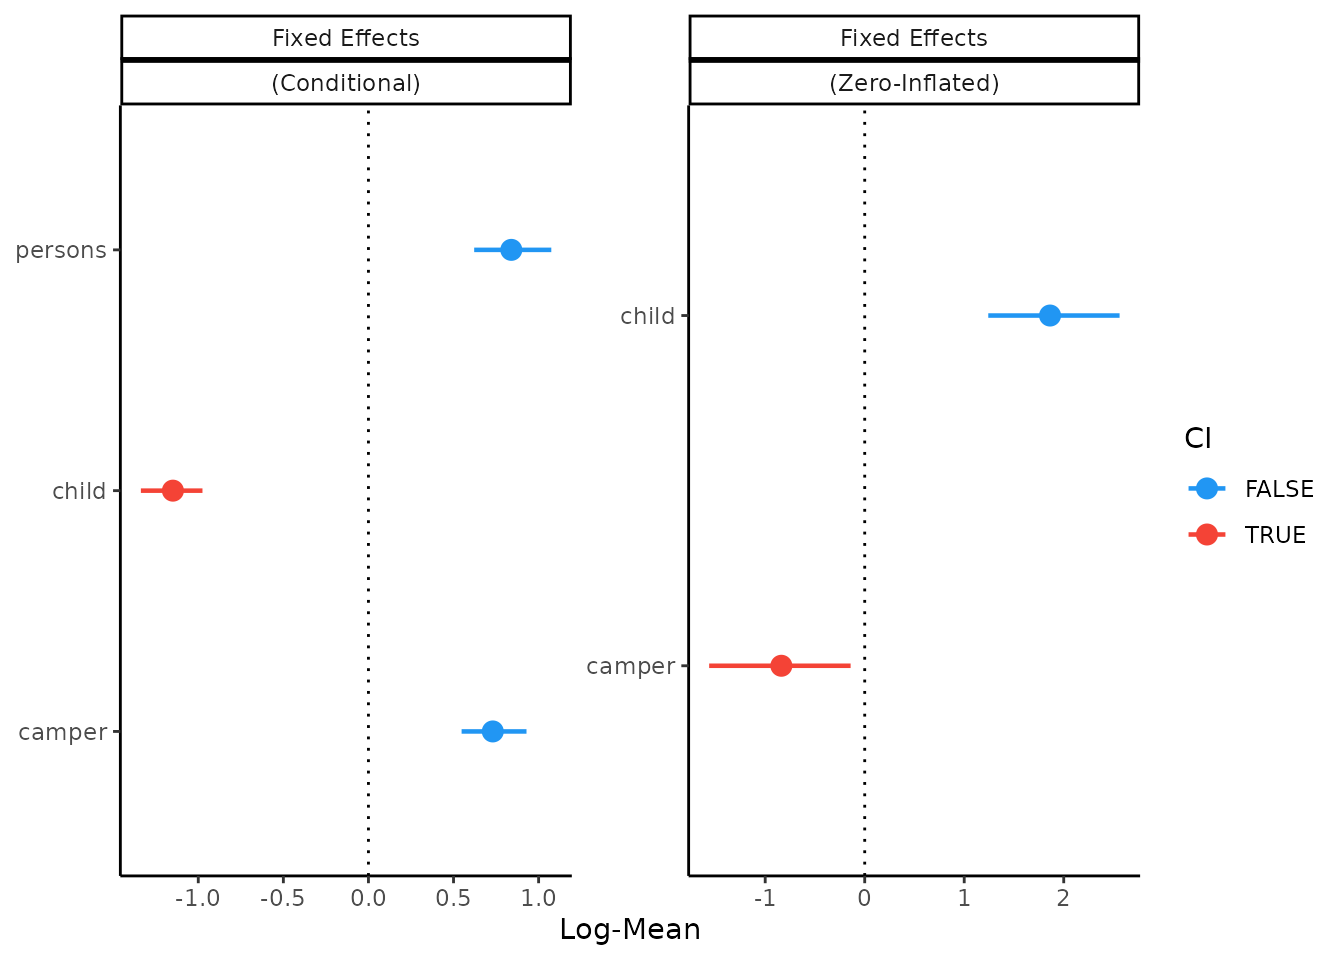 Fixed Effects
(Conditional)
persons
child
camper
-1.0 -0.5 0.0 0.5 1.0
Fixed Effects
(Zero-Inflated)
child
camper
-1 0 1 2
Log-Mean
CI
FALSE
TRUE